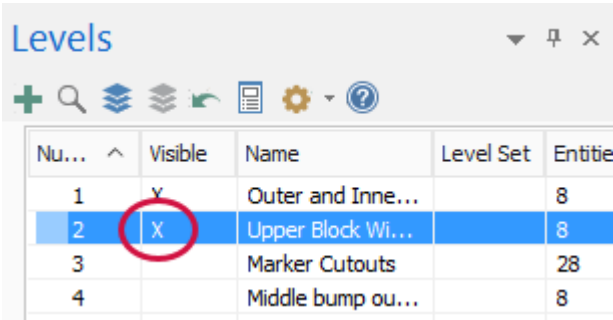 Levels
Nu... Visible Name Level Set Entitie
1 X Outer and Inne... 8
2 X Upper Block Wi... 8
3 Marker Cutouts 28
4 Middle bump ou... 8